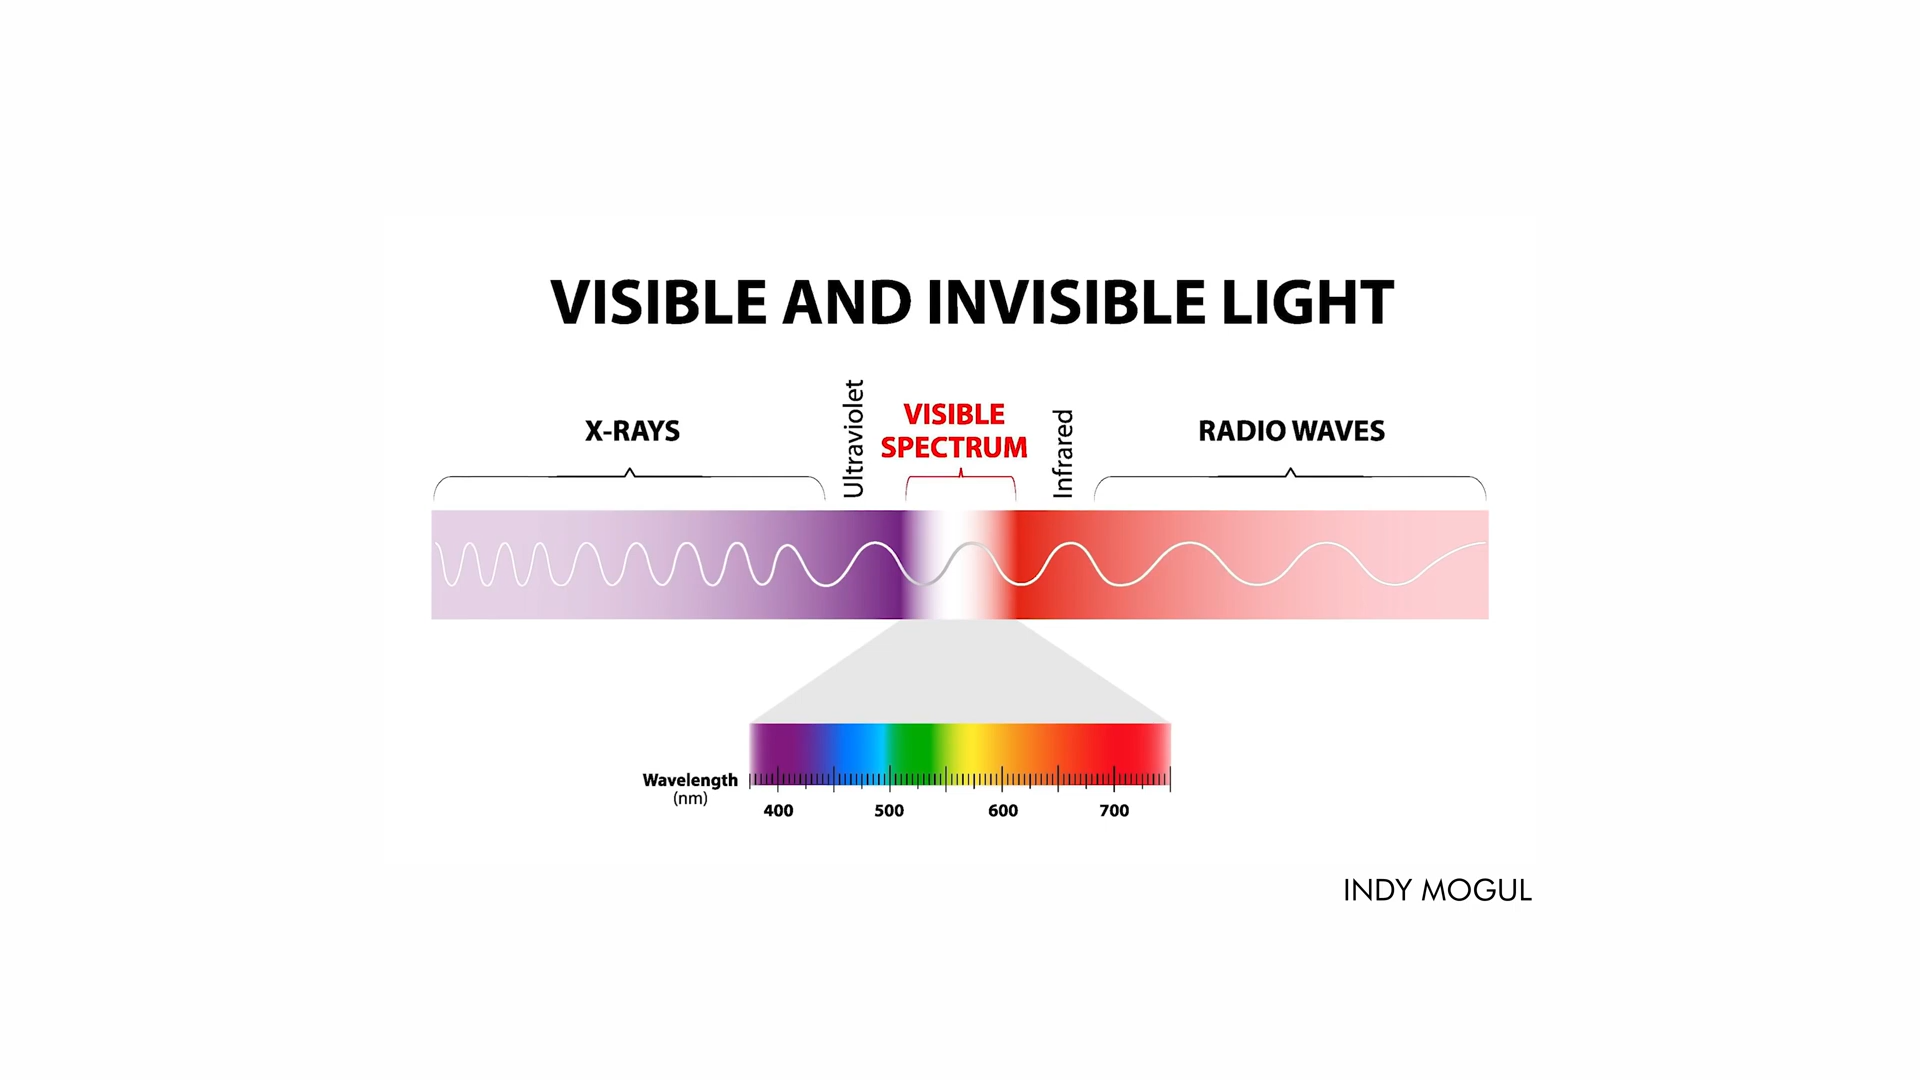 VISIBLE AND INVISIBLE LIGHT
X-RAYS
Ultraviolet
VISIBLE
SPECTRUM
Infrared
RADIO WAVES
Wavelength
(nm)
400 500 600 700
INDY MOGUL